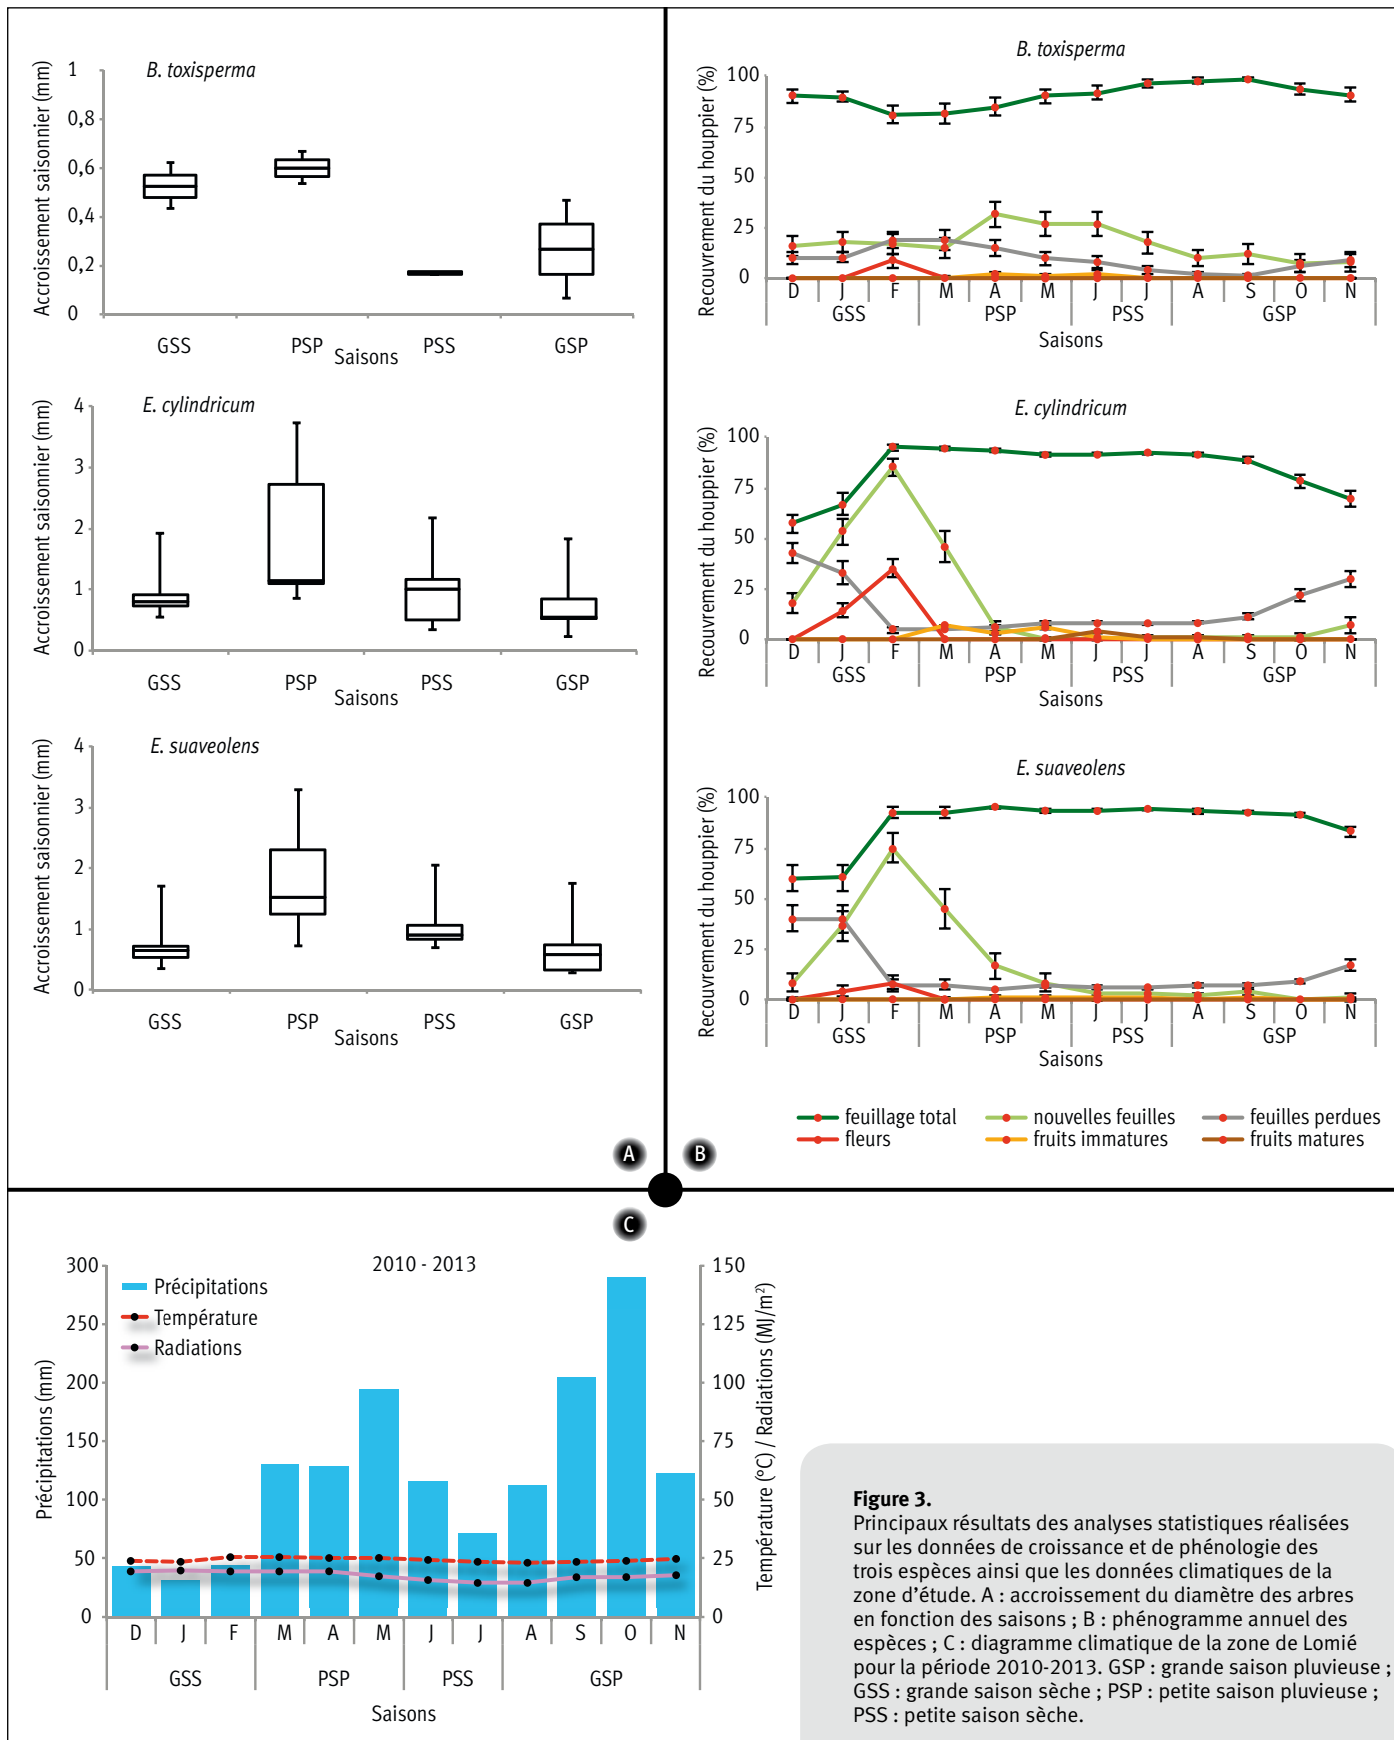 B. toxisperma
Accroissement saisonnier (mm)
1
0,8
0,6
0,4
0,2
0
GSS PSP PSS GSP
Saisons
E. cylindricum
Accroissement saisonnier (mm)
4
3
2
1
0
GSS PSP PSS GSP
Saisons
E. suaveolens
Accroissement saisonnier (mm)
4
3
2
1
0
GSS PSP PSS GSP
Saisons
A
B. toxisperma
Recouvrement du houppier (%)
100
75
50
25
0
D J F M A M J J A S O N
GSS PSP PSS GSP
Saisons
E. cylindricum
Recouvrement du houppier (%)
100
75
50
25
0
D J F M A M J J A S O N
GSS PSP PSS GSP
Saisons
E. suaveolens
Recouvrement du houppier (%)
100
75
50
25
0
D J F M A M J J A S O N
GSS PSP PSS GSP
Saisons
feuillage total nouvelles feuilles feuilles perdues
fleurs fruits immatures fruits matures
B
C
2010 - 2013
Précipitations
Température
Radiations
Précipitations (mm)
300
250
200
150
100
50
0
Température (°C) / Radiations (MJ/m²)
150
125
100
75
50
25
0
D J F M A M J J A S O N
GSS PSP PSS GSP
Saisons
Figure 3.
Principaux résultats des analyses statistiques réalisées
sur les données de croissance et de phénologie des
trois espèces ainsi que les données climatiques de la
zone d'étude. A : accroissement du diamètre des arbres
en fonction des saisons ; B : phénogramme annuel des
espèces ; C : diagramme climatique de la zone de Lomié
pour la période 2010-2013. GSP : grande saison pluvieuse ;
GSS : grande saison sèche ; PSP : petite saison pluvieuse ;
PSS : petite saison sèche.